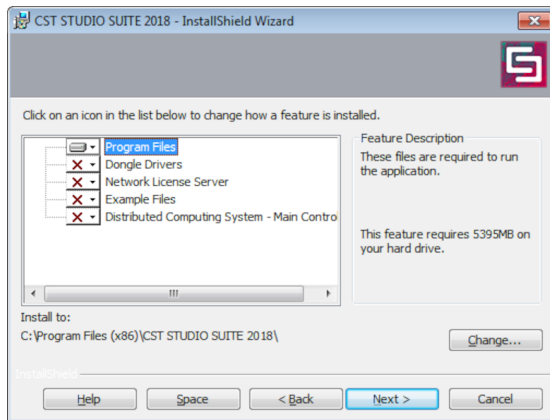 CST STUDIO SUITE 2018 - InstallShield Wizard
Click on an icon in the list below to change how a feature is installed.
Program Files
Dongle Drivers
Network License Server
Example Files
Distributed Computing System - Main Contro
Feature Description
These files are required to run
the application.
This feature requires 5395MB on
your hard drive.
Install to:
C:\Program Files (x86)\CST STUDIO SUITE 2018\
Change...
InstallShield
Help
Space
< Back
Next >
Cancel